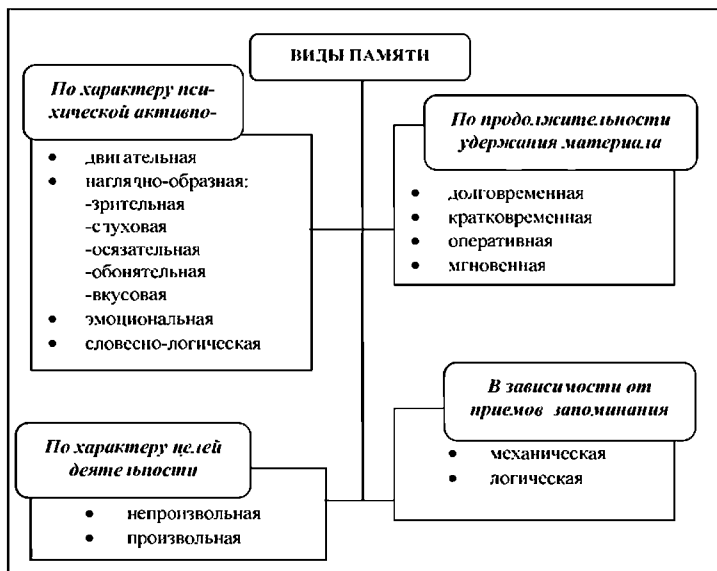 ВИДЫ ПАМЯТИ
По характеру пси-
хической активно-
• двигательная
• наглядно-образная:
-зрительная
-слуховая
-осязательная
-обонятельная
-вкусовая
• эмоциональная
• словесно-логическая
По продолжительности
удержания материала
• долговременная
• кратковременная
• оперативная
• мгновенная
По характеру целей
деятельности
• непроизвольная
• произвольная
В зависимости от
приемов запоминания
• механическая
• логическая